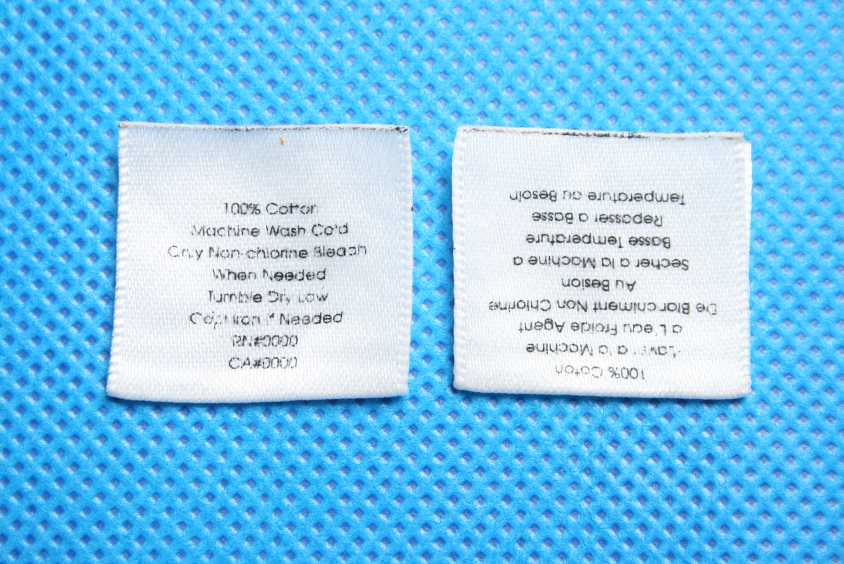 100% Cotton
Machine Wash Cold
Only Non-chlorine Bleach
When Needed
Tumble Dry Low
Iron if Needed
RN#0000
CA#0000
100% Coton
Laver a la Machine
a L'eau Froide Agent
De Blanchiment Non Chlorine
Au Besion
Secher a la Machine a
Basse Temperature
Repasser a Basse
Temperature au Besoin